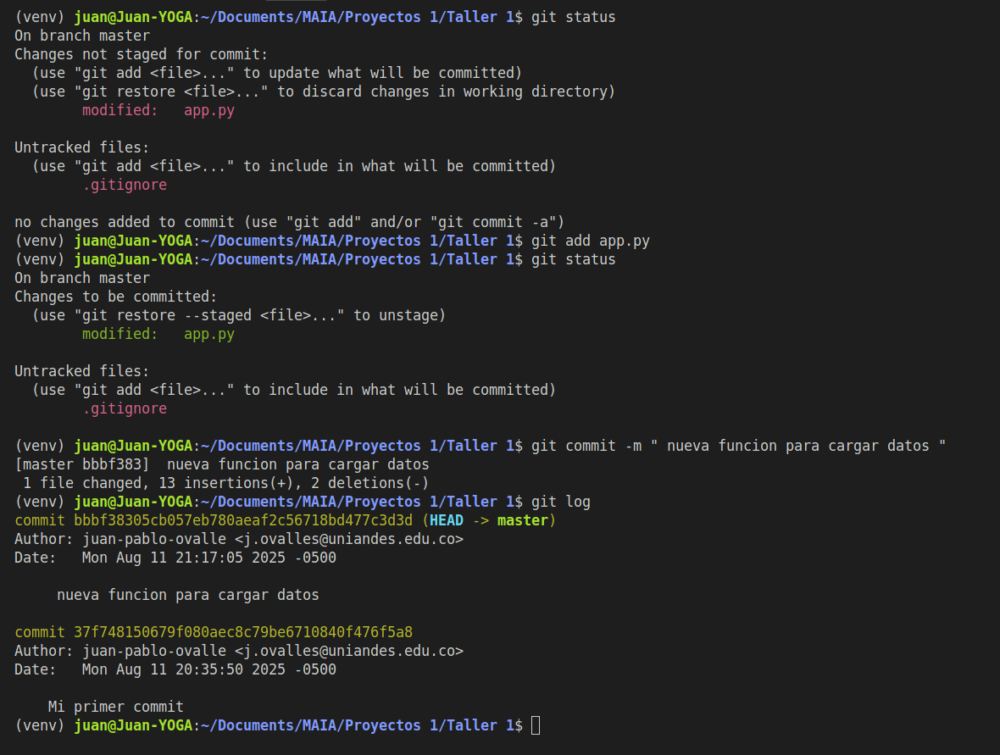 (venv) juan@Juan-YOGA:~/Documents/MAIA/Proyectos 1/Taller 1$ git status
On branch master
Changes not staged for commit:
  (use "git add <file>..." to update what will be committed)
  (use "git restore <file>..." to discard changes in working directory)
        modified:   app.py

Untracked files:
  (use "git add <file>..." to include in what will be committed)
        .gitignore

no changes added to commit (use "git add" and/or "git commit -a")
(venv) juan@Juan-YOGA:~/Documents/MAIA/Proyectos 1/Taller 1$ git add app.py
(venv) juan@Juan-YOGA:~/Documents/MAIA/Proyectos 1/Taller 1$ git status
On branch master
Changes to be committed:
  (use "git restore --staged <file>..." to unstage)
        modified:   app.py

Untracked files:
  (use "git add <file>..." to include in what will be committed)
        .gitignore

(venv) juan@Juan-YOGA:~/Documents/MAIA/Proyectos 1/Taller 1$ git commit -m " nueva funcion para cargar datos "
[master bbbf383]  nueva funcion para cargar datos
 1 file changed, 13 insertions(+), 2 deletions(-)
(venv) juan@Juan-YOGA:~/Documents/MAIA/Proyectos 1/Taller 1$ git log
commit bbbf38305cb057eb780aeaf2c56718bd477c3d3d (HEAD -> master)
Author: juan-pablo-ovalle <j.ovalles@uniandes.edu.co>
Date:   Mon Aug 11 21:17:05 2025 -0500

     nueva funcion para cargar datos

commit 37f748150679f080aec8c79be6710840f476f5a8
Author: juan-pablo-ovalle <j.ovalles@uniandes.edu.co>
Date:   Mon Aug 11 20:35:50 2025 -0500

    Mi primer commit
(venv) juan@Juan-YOGA:~/Documents/MAIA/Proyectos 1/Taller 1$